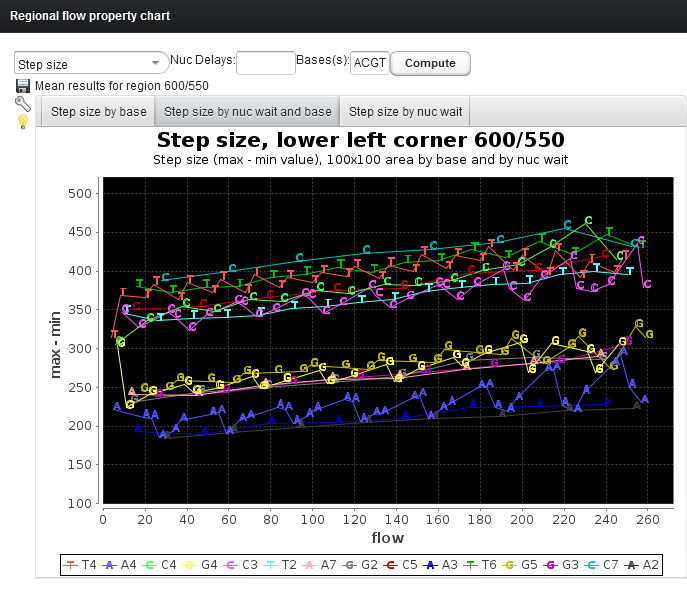 Regional flow property chart
Step size Nuc Delays: Bases(s): ACGT Compute
Mean results for region 600/550
Step size by base Step size by nuc wait and base Step size by nuc wait
Step size, lower left corner 600/550
Step size (max - min value), 100x100 area by base and by nuc wait
500
450
400
350
300
250
200
150
100
max - min
0 20 40 60 80 100 120 140 160 180 200 220 240 260
flow
T4 A4 C4 G4 C3 T2 A7 G2 C5 A3 T6 G5 G3 C7 A2